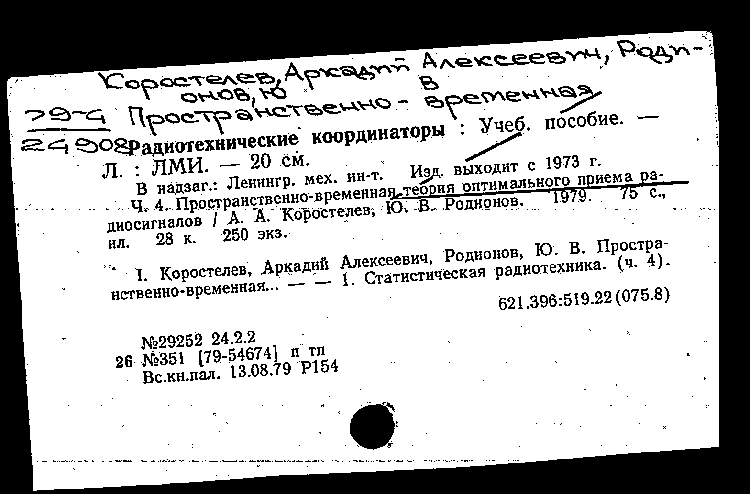 Коростелев, Аркадий Алексеевич, Роди-
онов, Ю В
79-4 Пространственно-временная
24908 Радиотехнические координаторы : Учеб. пособие. —
Л. : ЛМИ. — 20 см.
В надзаг.: Ленингр. мех. ин-т. Изд. выходит с 1973 г.
Ч. 4. Пространственно-временная теория оптимального приема ра-
диосигналов / А. А. Коростелев, Ю. В. Родионов. 1979. 75 с.,
ил. 28 к. 250 экз.
I. Коростелев, Аркадий Алексеевич, Родионов, Ю. В. Простра-
нственно-временная... — — 1. Статистическая радиотехника. (ч. 4).
621.396:519.22(075.8)
№29252 24.2.2
26 №351 [79-54674] п тп
Вс.кн.пал. 13.08.79 Р154